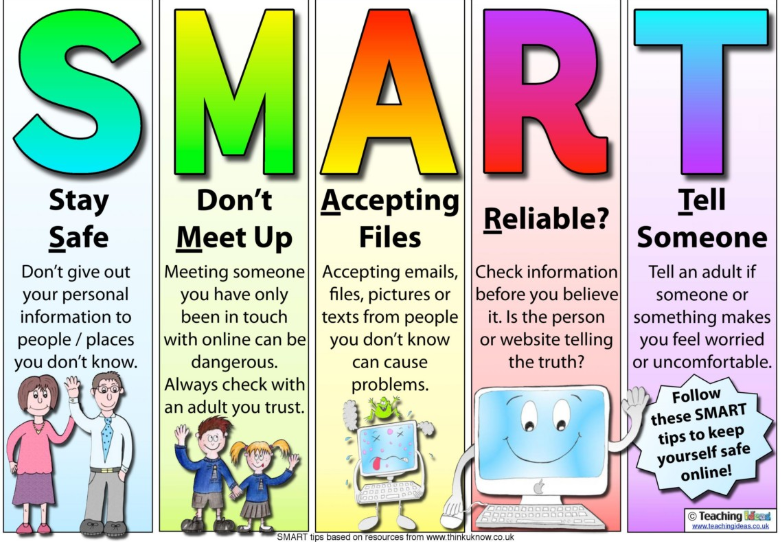 SMART
Stay
Safe
Don't give out
your personal
information to
people / places
you don't know.
Don't
Meet Up
Meeting someone
you have only
been in touch
with online can be
dangerous.
Always check with
an adult you trust.
Accepting
Files
Accepting emails,
files, pictures or
texts from people
you don't know
can cause
problems.
Reliable?
Check information
before you believe
it. Is the person
or website telling
the truth?
Tell
Someone
Tell an adult if
someone or
something makes
you feel worried
or uncomfortable.
Follow
these SMART
tips to keep
yourself safe
online!
© Teaching Ideas
www.teachingideas.co.uk
SMART tips based on resources from www.thinkuknow.co.uk